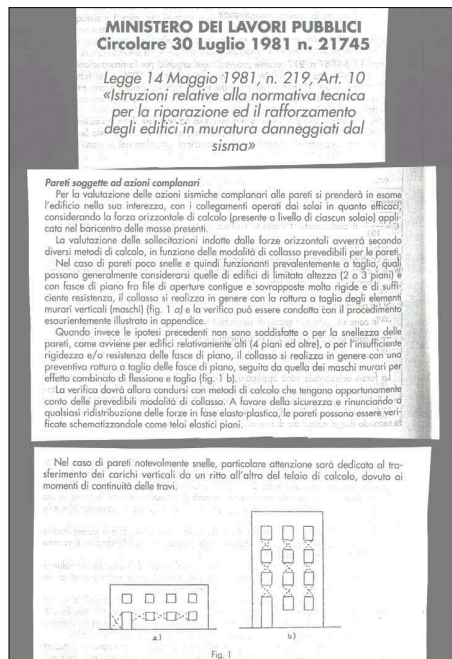 MINISTERO DEI LAVORI PUBBLICI
Circolare 30 Luglio 1981 n. 21745
Legge 14 Maggio 1981, n. 219, Art. 10
«Istruzioni relative alla normativa tecnica
per la riparazione ed il rafforzamento
degli edifici in muratura danneggiati dal
sisma»
Pareti soggette ad azioni complanari
Per la valutazione delle azioni sismiche complanari alle pareti si prenderà in esame
l'edificio nella sua interezza, con i collegamenti operati dai solai in quanto efficaci,
considerando la forza orizzontale di calcolo (presente a livello di ciascun solaio) appli-
cata nel baricentro delle masse presenti.
La valutazione delle sollecitazioni indotte dalle forze orizzontali avverrà secondo
diversi metodi di calcolo, in funzione delle modalità di collasso prevedibili per le pareti.
Nel caso di pareti poco snelle e quindi funzionanti prevalentemente a taglio, quali
possono generalmente considerarsi quelle di edifici di limitata altezza (2 o 3 piani) e
con fasce di piano fra file di aperture contigue e sovrapposte molto rigide e di suffi-
ciente resistenza, il collasso si realizza in genere con la rottura a taglio degli elementi
murari verticali (maschi) (fig. 1 a) e la verifica può essere condotta con il procedimento
esaurientemente illustrato in appendice.
Quando invece le ipotesi precedenti non sono soddisfatte o per la snellezza delle
pareti, come avviene per edifici relativamente alti (4 piani ed oltre), o per l'insufficiente
rigidezza e/o resistenza delle fasce di piano, il collasso si realizza in genere con una
preventiva rottura a taglio delle fasce di piano, seguita da quella dei maschi murari per
effetto combinato di flessione e taglio (fig. 1 b).
La verifica dovrà allora condursi con metodi di calcolo che tengano opportunamente
conto delle prevedibili modalità di collasso. A favore della sicurezza e rinunciando a
qualsiasi ridistribuzione delle forze in fase elasto-plastica, le pareti possono essere veri-
ficate schematizzandole come telai elastici piani.
Nel caso di pareti notevolmente snelle, particolare attenzione sarà dedicata al tra-
sferimento dei carichi verticali da un ritto all'altro del telaio di calcolo, dovuto ai
momenti di continuità delle travi.
a) b)
Fig. 1